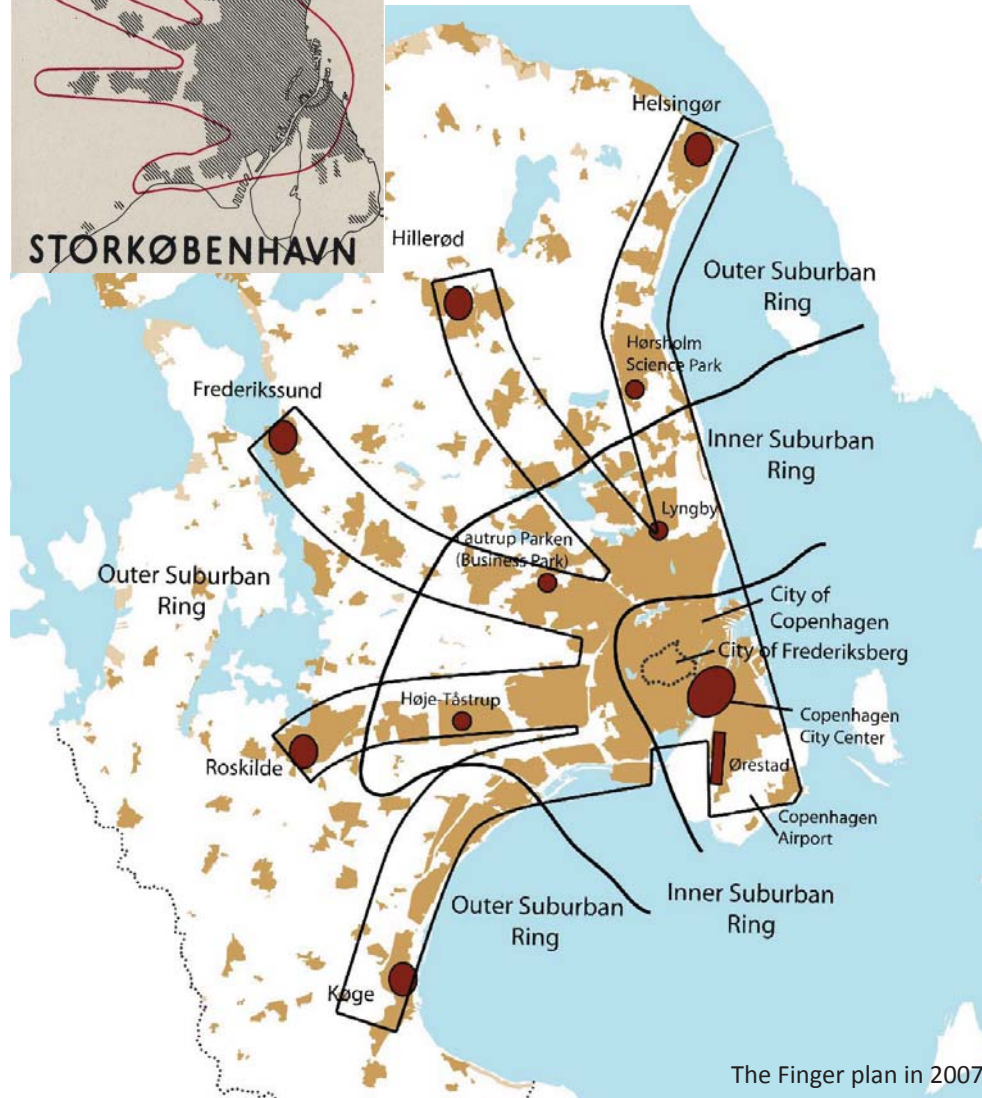 STORKØBENHAVN
Helsingør
Hillerød
Outer Suburban
Ring
Hørsholm
Science Park
Frederikssund
Inner Suburban
Ring
Lyngby
autrup Parken
(Business Park)
Outer Suburban
Ring
City of
Copenhagen
City of Frederiksberg
Høje-Tåstrup
Copenhagen
City Center
Roskilde
Ørestad
Copenhagen
Airport
Outer Suburban
Ring
Inner Suburban
Ring
Køge
The Finger plan in 2007